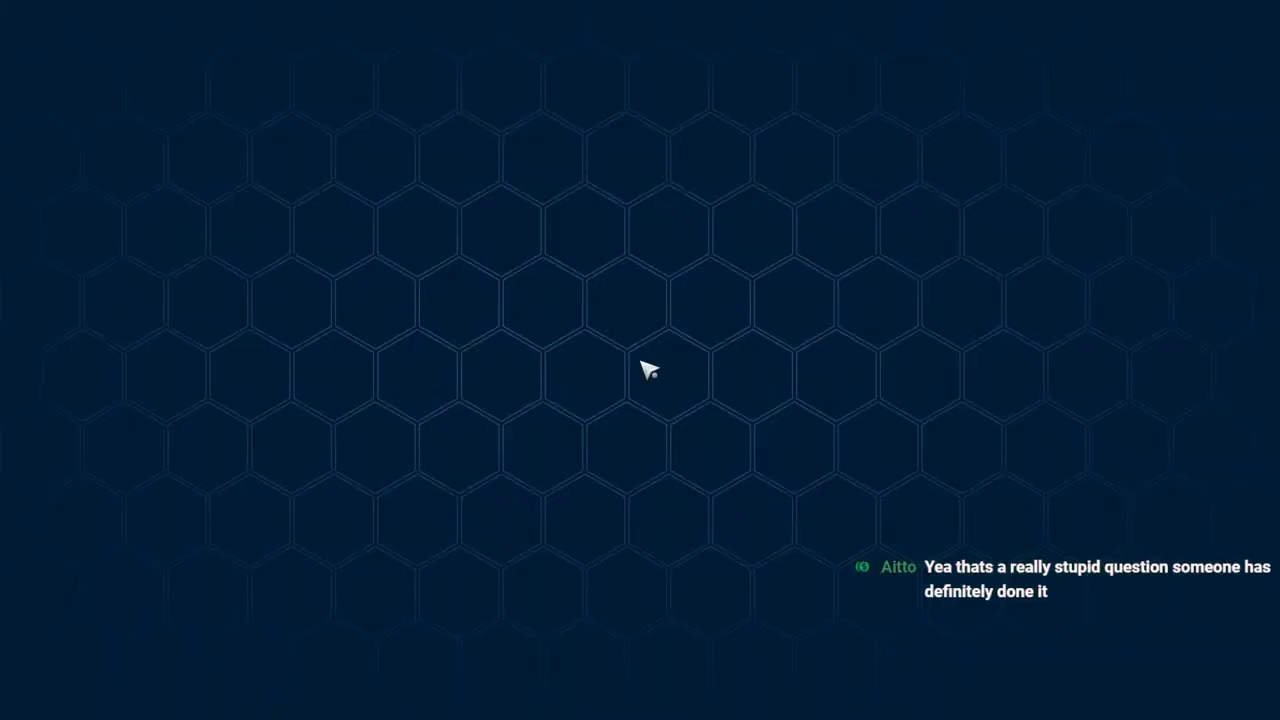 Aitto Yea thats a really stupid question someone has
definitely done it